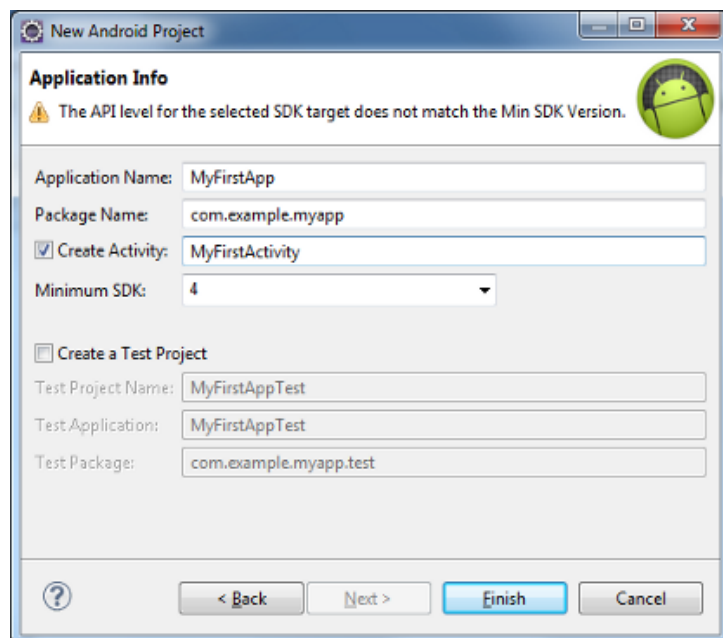 New Android Project
Application Info
The API level for the selected SDK target does not match the Min SDK Version.
Application Name: MyFirstApp
Package Name: com.example.myapp
Create Activity: MyFirstActivity
Minimum SDK: 4
Create a Test Project
Test Project Name: MyFirstAppTest
Test Application: MyFirstAppTest
Test Package: com.example.myapp.test
? < Back Next > Finish Cancel